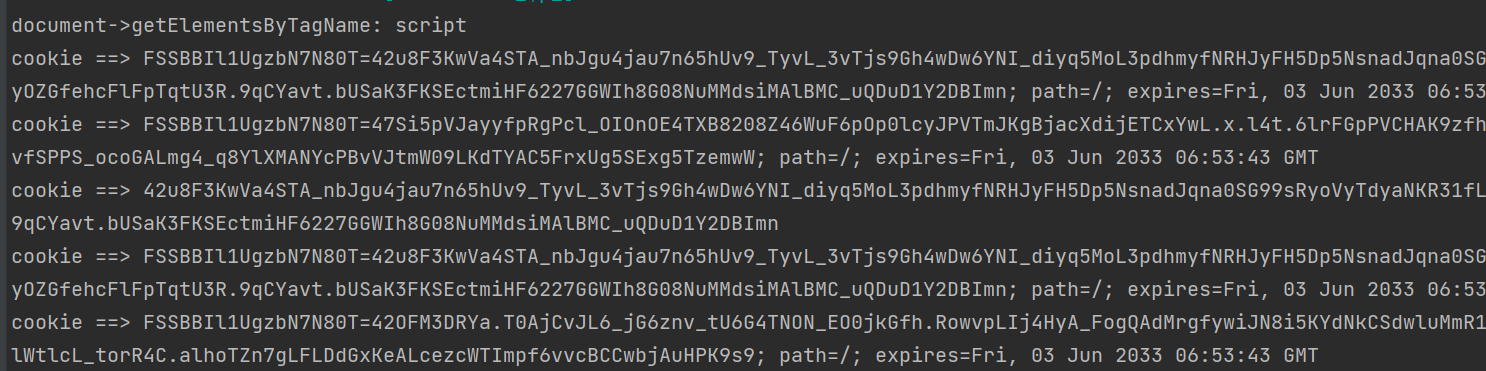 document->getElementsByTagName: script
cookie ==> FSSBBIl1UgzbN7N80T=42u8F3KwVa4STA_nbJgu4jau7n65hUv9_TyvL_3vTjs9Gh4wDw6YNI_diyq5MoL3pdhmyfNRHJyFH5Dp5NsnadJqna0SG
yOZGfehcFlFpTqtU3R.9qCYavt.bUSaK3FKSEctmiHF6227GGWIh8G08NuMMdsiMAlBMC_uQDuD1Y2DBImn; path=/; expires=Fri, 03 Jun 2033 06:53
cookie ==> FSSBBIl1UgzbN7N80T=47Si5pVJayyfpRgPcl_OIOnOE4TXB8208Z46WuF6pOp0lcyJPVTmJKgBjacXdijETCxYwL.x.l4t.6lrFGpPVCHAK9zfh
vfSPPS_ocoGALmg4_q8YlXMANYcPBvVJtmW09LKdTYAC5FrxUg5SExg5TzemwW; path=/; expires=Fri, 03 Jun 2033 06:53:43 GMT
cookie ==> 42u8F3KwVa4STA_nbJgu4jau7n65hUv9_TyvL_3vTjs9Gh4wDw6YNI_diyq5MoL3pdhmyfNRHJyFH5Dp5NsnadJqna0SG99sRyoVyTdyaNKR31fL
9qCYavt.bUSaK3FKSEctmiHF6227GGWIh8G08NuMMdsiMAlBMC_uQDuD1Y2DBImn
cookie ==> FSSBBIl1UgzbN7N80T=42u8F3KwVa4STA_nbJgu4jau7n65hUv9_TyvL_3vTjs9Gh4wDw6YNI_diyq5MoL3pdhmyfNRHJyFH5Dp5NsnadJqna0SG
yOZGfehcFlFpTqtU3R.9qCYavt.bUSaK3FKSEctmiHF6227GGWIh8G08NuMMdsiMAlBMC_uQDuD1Y2DBImn; path=/; expires=Fri, 03 Jun 2033 06:53
cookie ==> FSSBBIl1UgzbN7N80T=42OFM3DRYa.T0AjCvJL6_jG6znv_tU6G4TNON_EO0jkGfh.RowvpLIj4HyA_FogQAdMrgfywiJN8i5KYdNkCSdwluMmR1
lWtlcL_torR4C.alhoTZn7gLFLDdGxKeALcezcWTImpf6vvcBCCwbjAuHPK9s9; path=/; expires=Fri, 03 Jun 2033 06:53:43 GMT